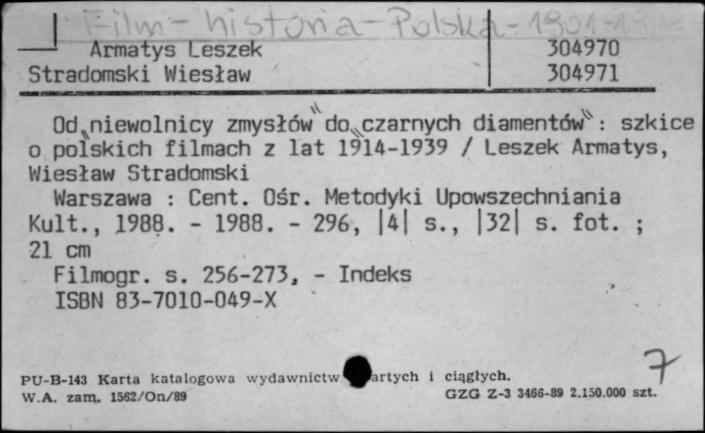 Film - historia - Polska - 1901-
Armatys Leszek 304970
Stradomski Wiesław 304971
Od "niewolnicy zmysłów" do "czarnych diamentów" : szkice
o polskich filmach z lat 1914-1939 / Leszek Armatys,
Wiesław Stradomski
Warszawa : Cent. Ośr. Metodyki Upowszechniania
Kult., 1988. - 1988. - 296, |4| s., |32| s. fot. ;
21 cm
Filmogr. s. 256-273, - Indeks
ISBN 83-7010-049-X
7
PU-B-143 Karta katalogowa wydawnictw artych i ciągłych.
W.A. zam. 1562/On/89 GZG Z-3 3466-89 2.150.000 szt.